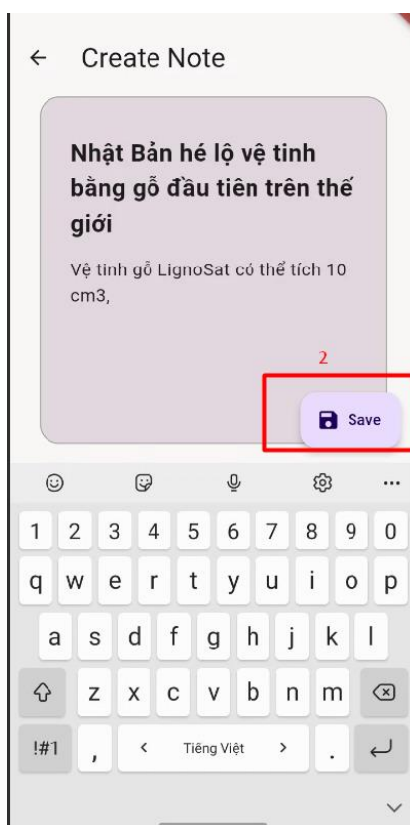 Create Note
Nhật Bản hé lộ vệ tinh
bằng gỗ đầu tiên trên thế
giới
Vệ tinh gỗ LignoSat có thể tích 10
cm3,
2
Save
1 2 3 4 5 6 7 8 9 0
q w e r t y u i o p
a s d f g h j k l
z x c v b n m
!#1 , < Tiếng Việt > .